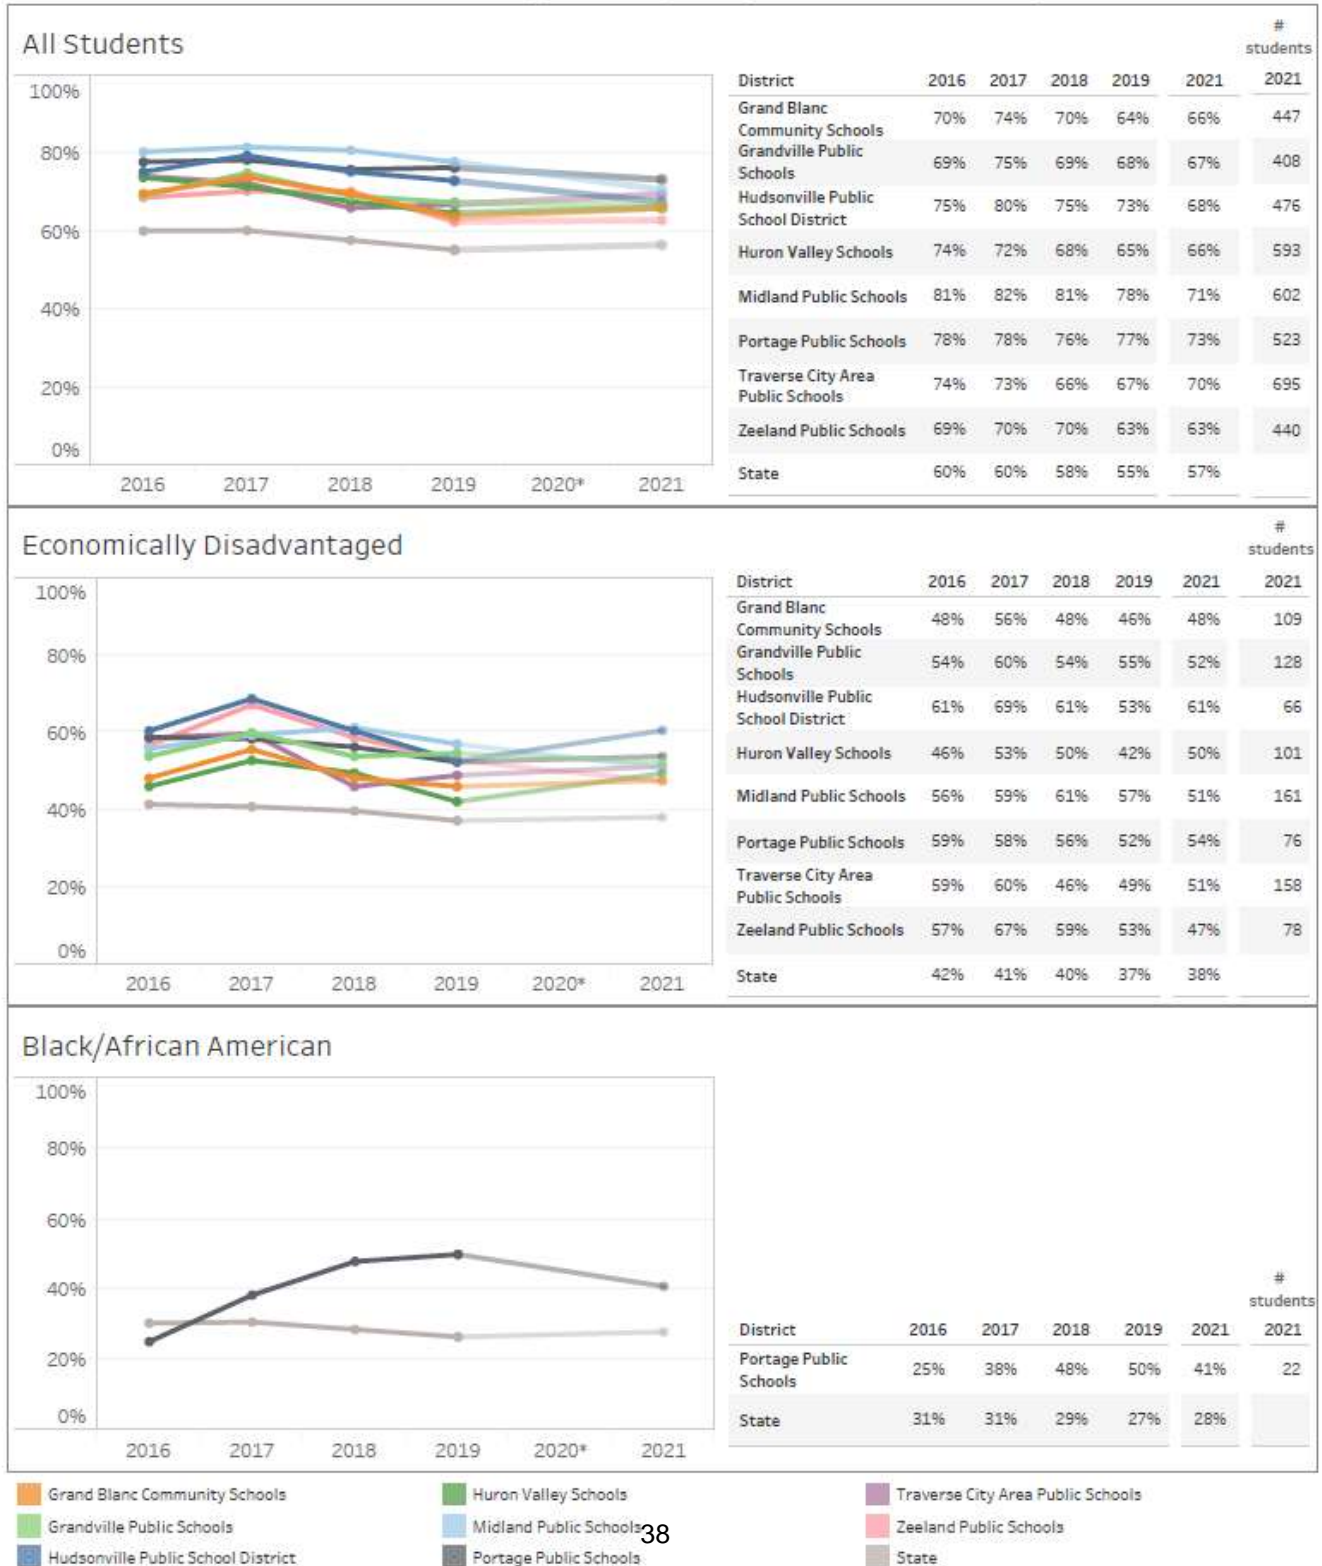 All Students
#
students
District 2016 2017 2018 2019 2021 2021
Grand Blanc
Community Schools 70% 74% 70% 64% 66% 447
Grandville Public
Schools 69% 75% 69% 68% 67% 408
Hudsonville Public
School District 75% 80% 75% 73% 68% 476
Huron Valley Schools 74% 72% 68% 65% 66% 593
Midland Public Schools 81% 82% 81% 78% 71% 602
Portage Public Schools 78% 78% 76% 77% 73% 523
Traverse City Area
Public Schools 74% 73% 66% 67% 70% 695
Zeeland Public Schools 69% 70% 70% 63% 63% 440
State 60% 60% 58% 55% 57%
100%
80%
60%
40%
20%
0%
2016 2017 2018 2019 2020* 2021
Economically Disadvantaged
#
students
District 2016 2017 2018 2019 2021 2021
Grand Blanc
Community Schools 48% 56% 48% 46% 48% 109
Grandville Public
Schools 54% 60% 54% 55% 52% 128
Hudsonville Public
School District 61% 69% 61% 53% 61% 66
Huron Valley Schools 46% 53% 50% 42% 50% 101
Midland Public Schools 56% 59% 61% 57% 51% 161
Portage Public Schools 59% 58% 56% 52% 54% 76
Traverse City Area
Public Schools 59% 60% 46% 49% 51% 158
Zeeland Public Schools 57% 67% 59% 53% 47% 78
State 42% 41% 40% 37% 38%
100%
80%
60%
40%
20%
0%
2016 2017 2018 2019 2020* 2021
Black/African American
100%
80%
60%
40%
20%
0%
2016 2017 2018 2019 2020* 2021
#
students
District 2016 2017 2018 2019 2021 2021
Portage Public
Schools 25% 38% 48% 50% 41% 22
State 31% 31% 29% 27% 28%
Grand Blanc Community Schools Huron Valley Schools Traverse City Area Public Schools
Grandville Public Schools Midland Public Schools Zeeland Public Schools
38
Hudsonville Public School District Portage Public Schools State